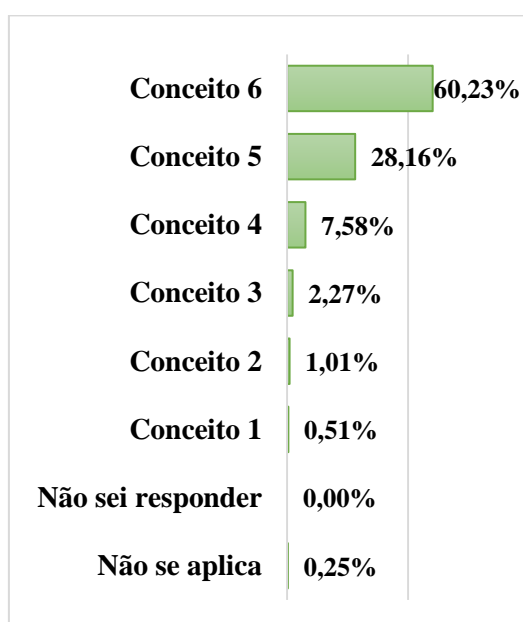 Conceito 6 60,23%
Conceito 5 28,16%
Conceito 4 7,58%
Conceito 3 2,27%
Conceito 2 1,01%
Conceito 1 0,51%
Não sei responder 0,00%
Não se aplica 0,25%